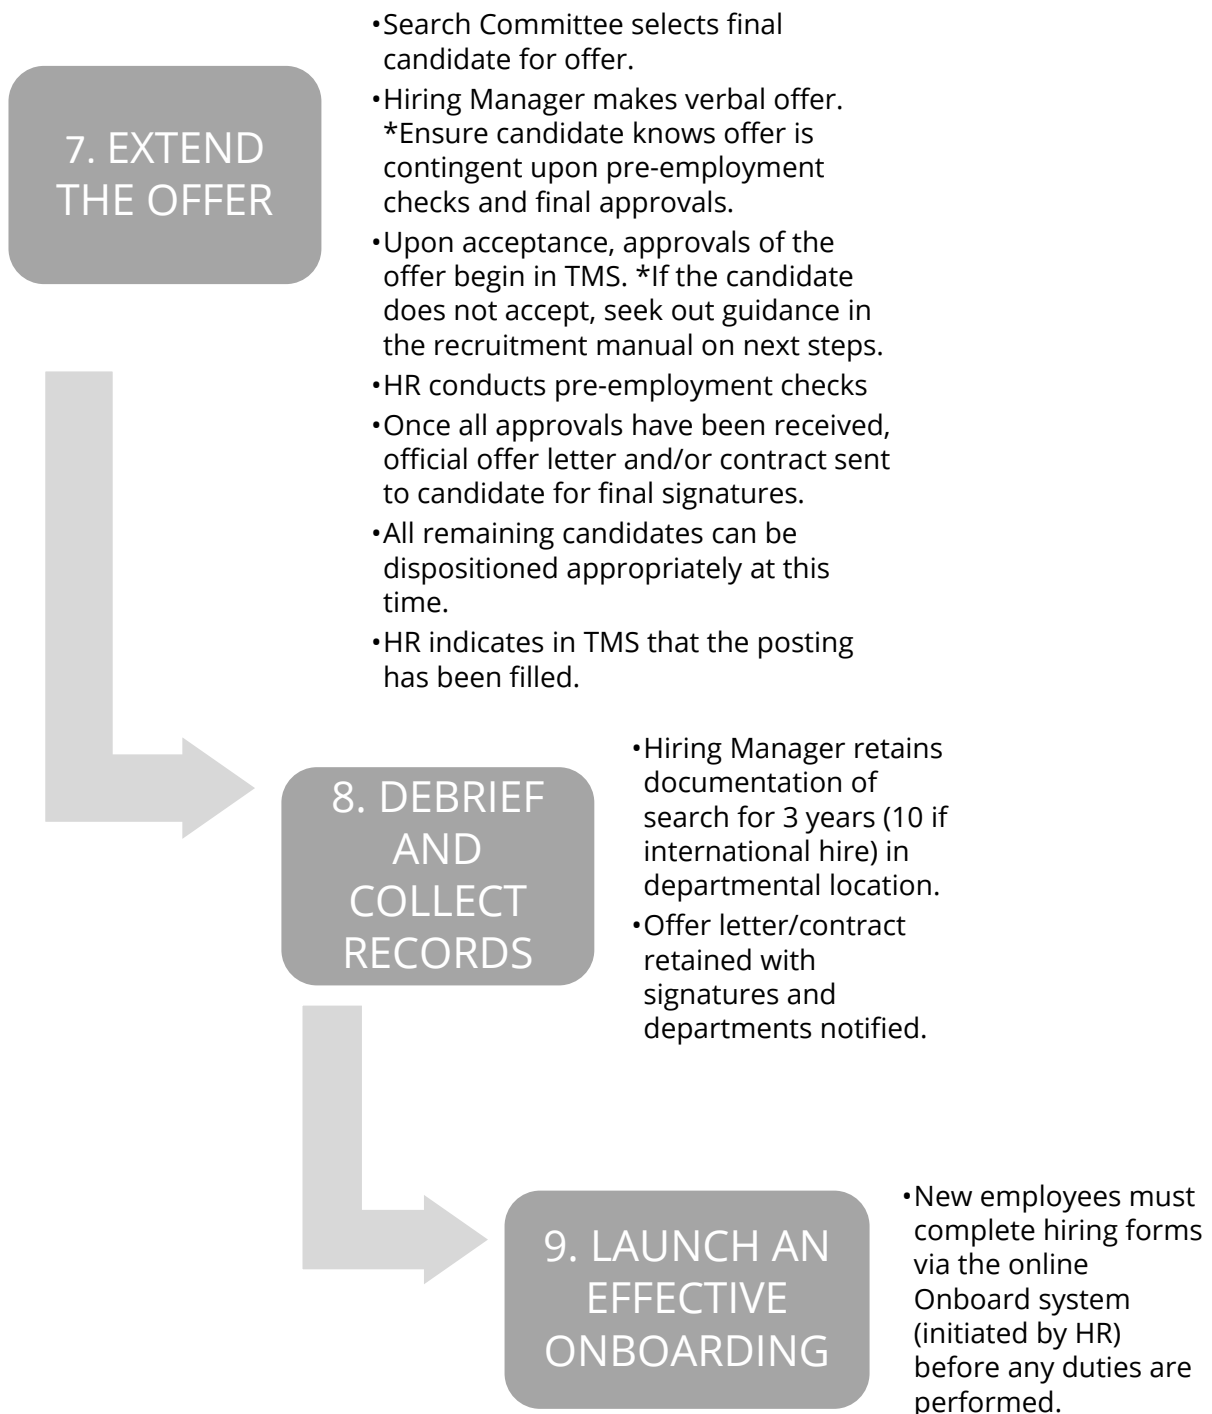 7. EXTEND
THE OFFER
•Search Committee selects final
candidate for offer.
•Hiring Manager makes verbal offer.
*Ensure candidate knows offer is
contingent upon pre-employment
checks and final approvals.
•Upon acceptance, approvals of the
offer begin in TMS. *If the candidate
does not accept, seek out guidance in
the recruitment manual on next steps.
•HR conducts pre-employment checks
•Once all approvals have been received,
official offer letter and/or contract sent
to candidate for final signatures.
•All remaining candidates can be
dispositioned appropriately at this
time.
•HR indicates in TMS that the posting
has been filled.
8. DEBRIEF
AND
COLLECT
RECORDS
•Hiring Manager retains
documentation of
search for 3 years (10 if
international hire) in
departmental location.
•Offer letter/contract
retained with
signatures and
departments notified.
9. LAUNCH AN
EFFECTIVE
ONBOARDING
•New employees must
complete hiring forms
via the online
Onboard system
(initiated by HR)
before any duties are
performed.